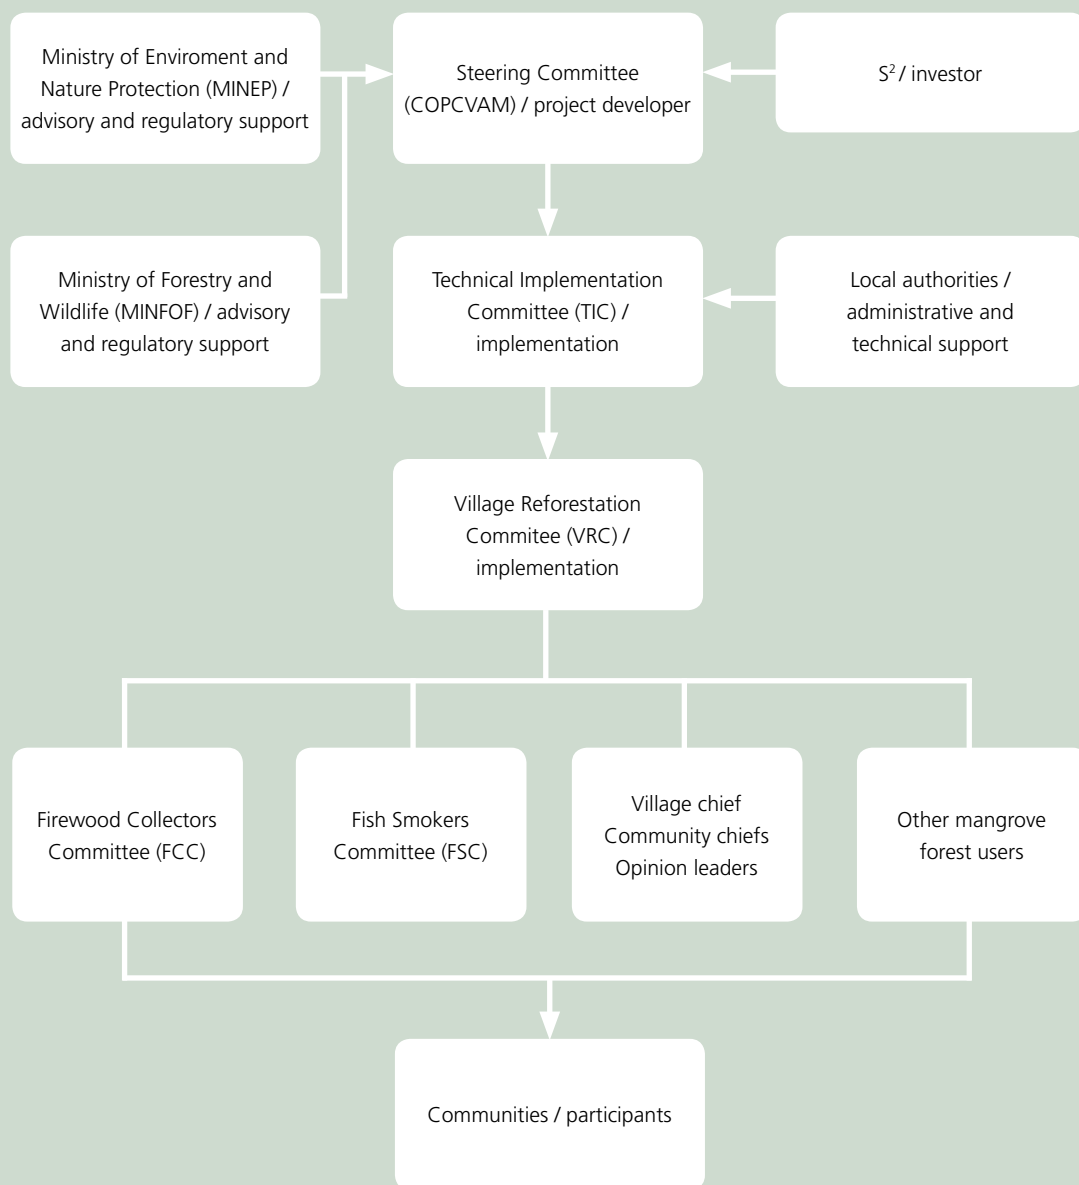 Ministry of Enviroment and
Nature Protection (MINEP) /
advisory and regulatory support
Steering Committee
(COPCVAM) / project developer
S² / investor
Ministry of Forestry and
Wildlife (MINFOF) / advisory
and regulatory support
Technical Implementation
Committee (TIC) /
implementation
Local authorities /
administrative and
technical support
Village Reforestation
Commitee (VRC) /
implementation
Firewood Collectors
Committee (FCC)
Fish Smokers
Committee (FSC)
Village chief
Community chiefs
Opinion leaders
Other mangrove
forest users
Communities / participants